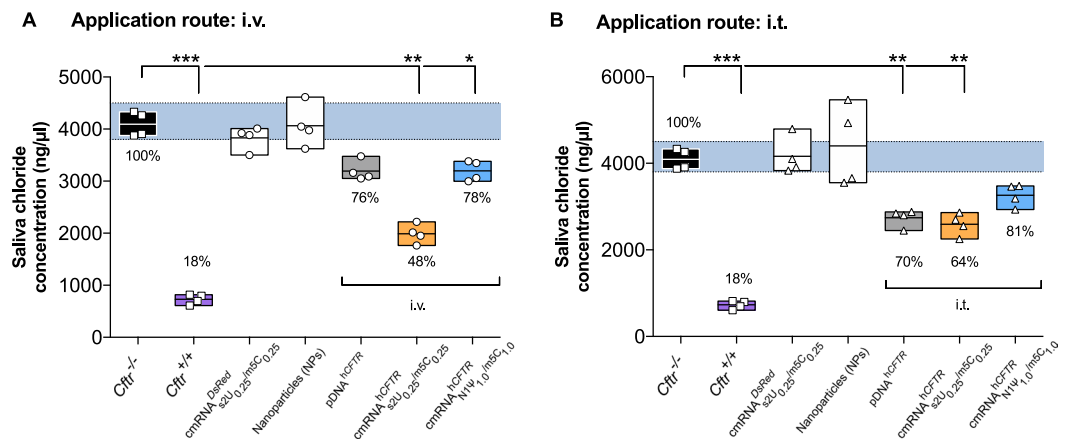 A Application route: i.v.
*** ** *
5000
4000
3000
2000
1000
0
Saliva chloride
concentration (ng/µl)
100%
18%
76%
48%
78%
i.v.
Cftr -/-
Cftr +/+
cmRNA DsRed s2U0.25/m5C0.25
Nanoparticles (NPs)
pDNA hCFTR
cmRNA hCFTR s2U0.25/m5C0.25
cmRNA hCFTR N1Ψ1.0/m5C1.0
B Application route: i.t.
*** ** **
6000
4000
2000
0
Saliva chloride
concentration (ng/µl)
100%
18%
70%
64%
81%
i.t.
Cftr -/-
Cftr +/+
cmRNA DsRed s2U0.25/m5C0.25
Nanoparticles (NPs)
pDNA hCFTR
cmRNA hCFTR s2U0.25/m5C0.25
cmRNA hCFTR N1Ψ1.0/m5C1.0